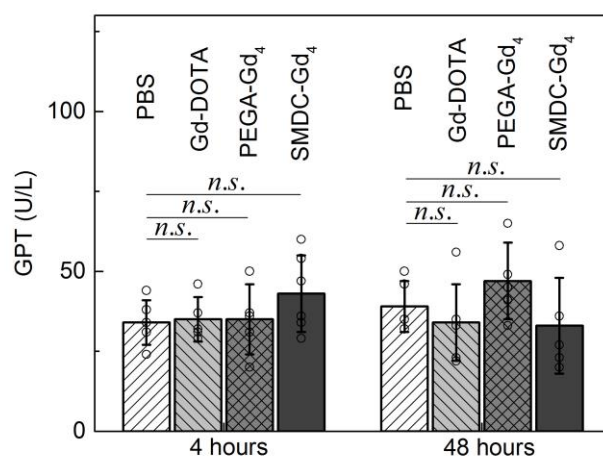 PBS
Gd-DOTA
PEGA-Gd₄
SMDC-Gd₄
PBS
Gd-DOTA
PEGA-Gd₄
SMDC-Gd₄
n.s.
n.s.
n.s.
n.s.
n.s.
n.s.
GPT (U/L)
100
50
0
4 hours
48 hours